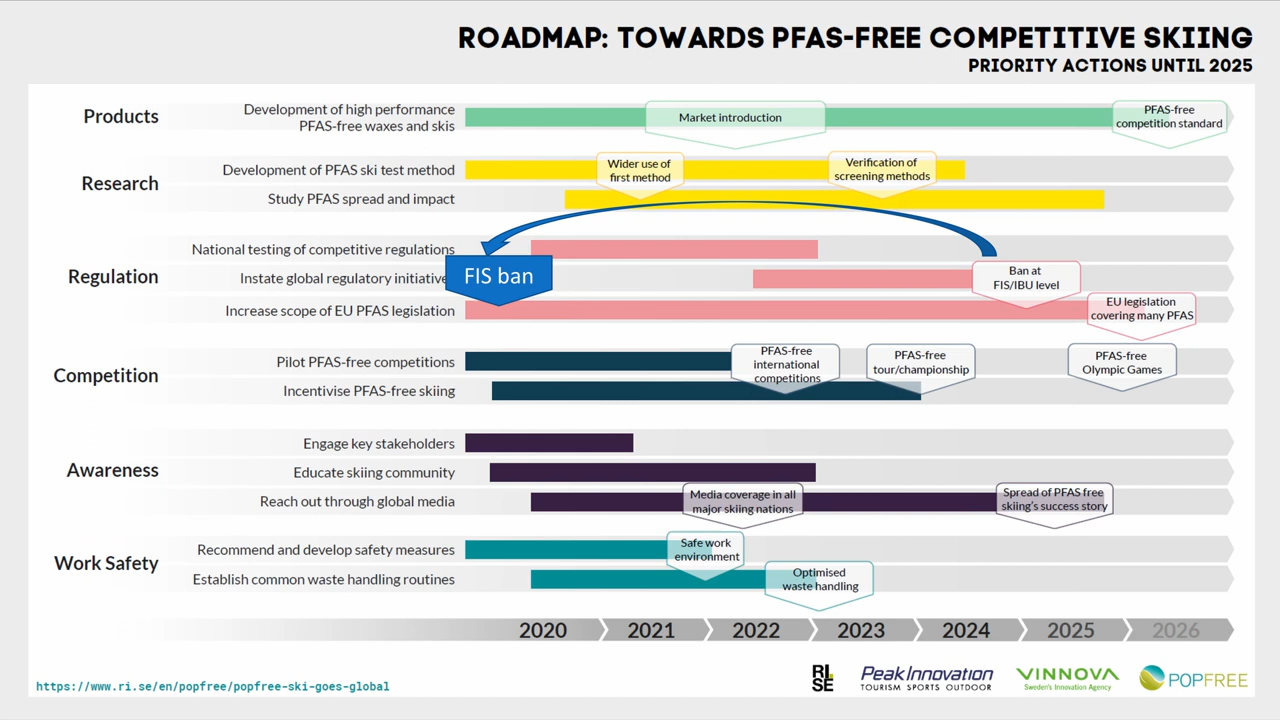 ROADMAP: TOWARDS PFAS-FREE COMPETITIVE SKIING
PRIORITY ACTIONS UNTIL 2025
Products
Development of high performance
PFAS-free waxes and skis
Market introduction
PFAS-free
competition standard
Research
Development of PFAS ski test method
Wider use of
first method
Verification of
screening methods
Study PFAS spread and impact
Regulation
National testing of competitive regulations
Instate global regulatory initiative
FIS ban
Ban at
FIS/IBU level
Increase scope of EU PFAS legislation
EU legislation
covering many PFAS
Competition
Pilot PFAS-free competitions
PFAS-free
international
competitions
PFAS-free
tour/championship
PFAS-free
Olympic Games
Incentivise PFAS-free skiing
Awareness
Engage key stakeholders
Educate skiing community
Reach out through global media
Media coverage in all
major skiing nations
Spread of PFAS free
skiing's success story
Work Safety
Recommend and develop safety measures
Safe work
environment
Establish common waste handling routines
Optimised
waste handling
2020 2021 2022 2023 2024 2025 2026
https://www.ri.se/en/popfree/popfree-ski-goes-global
RI.
SE
Peak Innovation
TOURISM SPORTS OUTDOOR
VINNOVA
Sweden's Innovation Agency
POPFREE